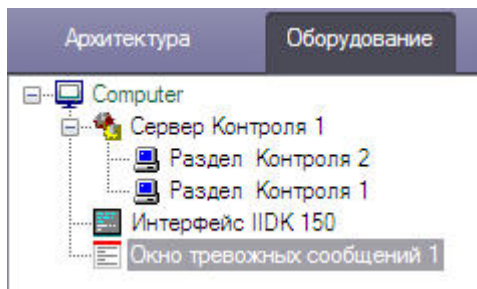 Архитектура Оборудование
Computer
Сервер Контроля 1
Раздел Контроля 2
Раздел Контроля 1
Интерфейс IIDK 150
Окно тревожных сообщений 1